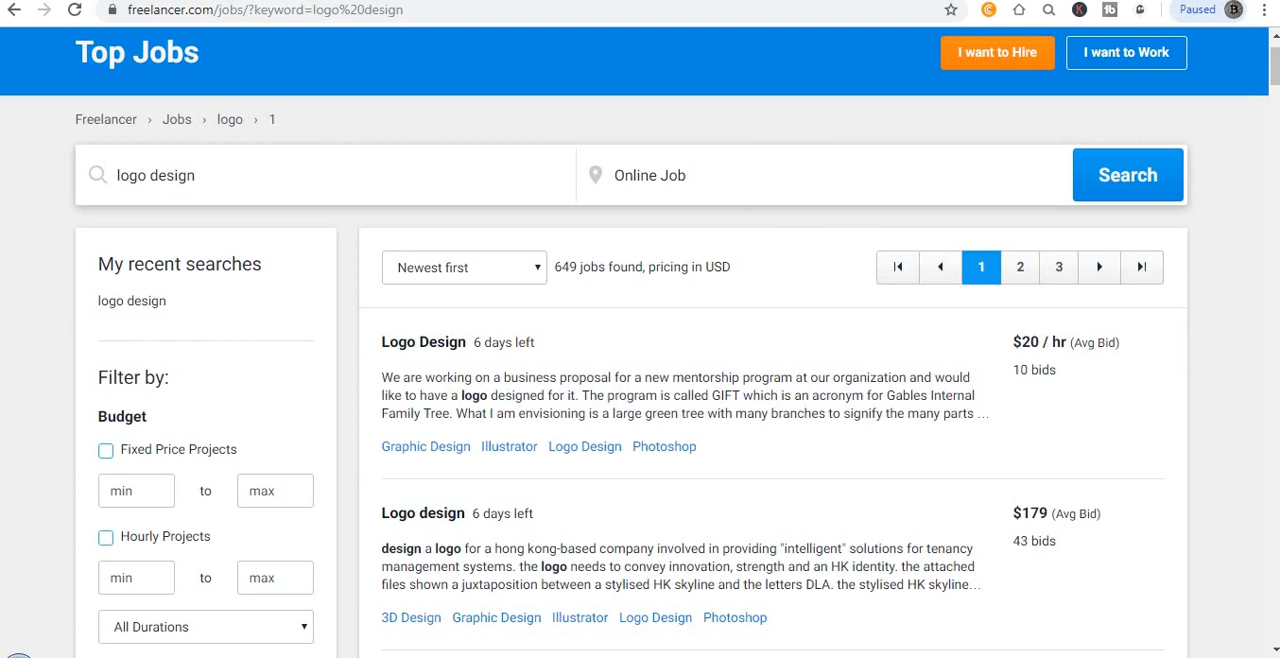 freelancer.com/jobs/?keyword=logo%20design
Paused
Top Jobs
I want to Hire
I want to Work
Freelancer › Jobs › logo › 1
logo design
Online Job
Search
My recent searches
logo design
Filter by:
Budget
Fixed Price Projects
min to max
Hourly Projects
min to max
All Durations
Newest first
649 jobs found, pricing in USD
1 2 3
Logo Design 6 days left
$20 / hr (Avg Bid)
10 bids
We are working on a business proposal for a new mentorship program at our organization and would
like to have a logo designed for it. The program is called GIFT which is an acronym for Gables Internal
Family Tree. What I am envisioning is a large green tree with many branches to signify the many parts ...
Graphic Design Illustrator Logo Design Photoshop
Logo design 6 days left
$179 (Avg Bid)
43 bids
design a logo for a hong kong-based company involved in providing "intelligent" solutions for tenancy
management systems. the logo needs to convey innovation, strength and an HK identity. the attached
files shown a juxtaposition between a stylised HK skyline and the letters DLA. the stylised HK skyline...
3D Design Graphic Design Illustrator Logo Design Photoshop